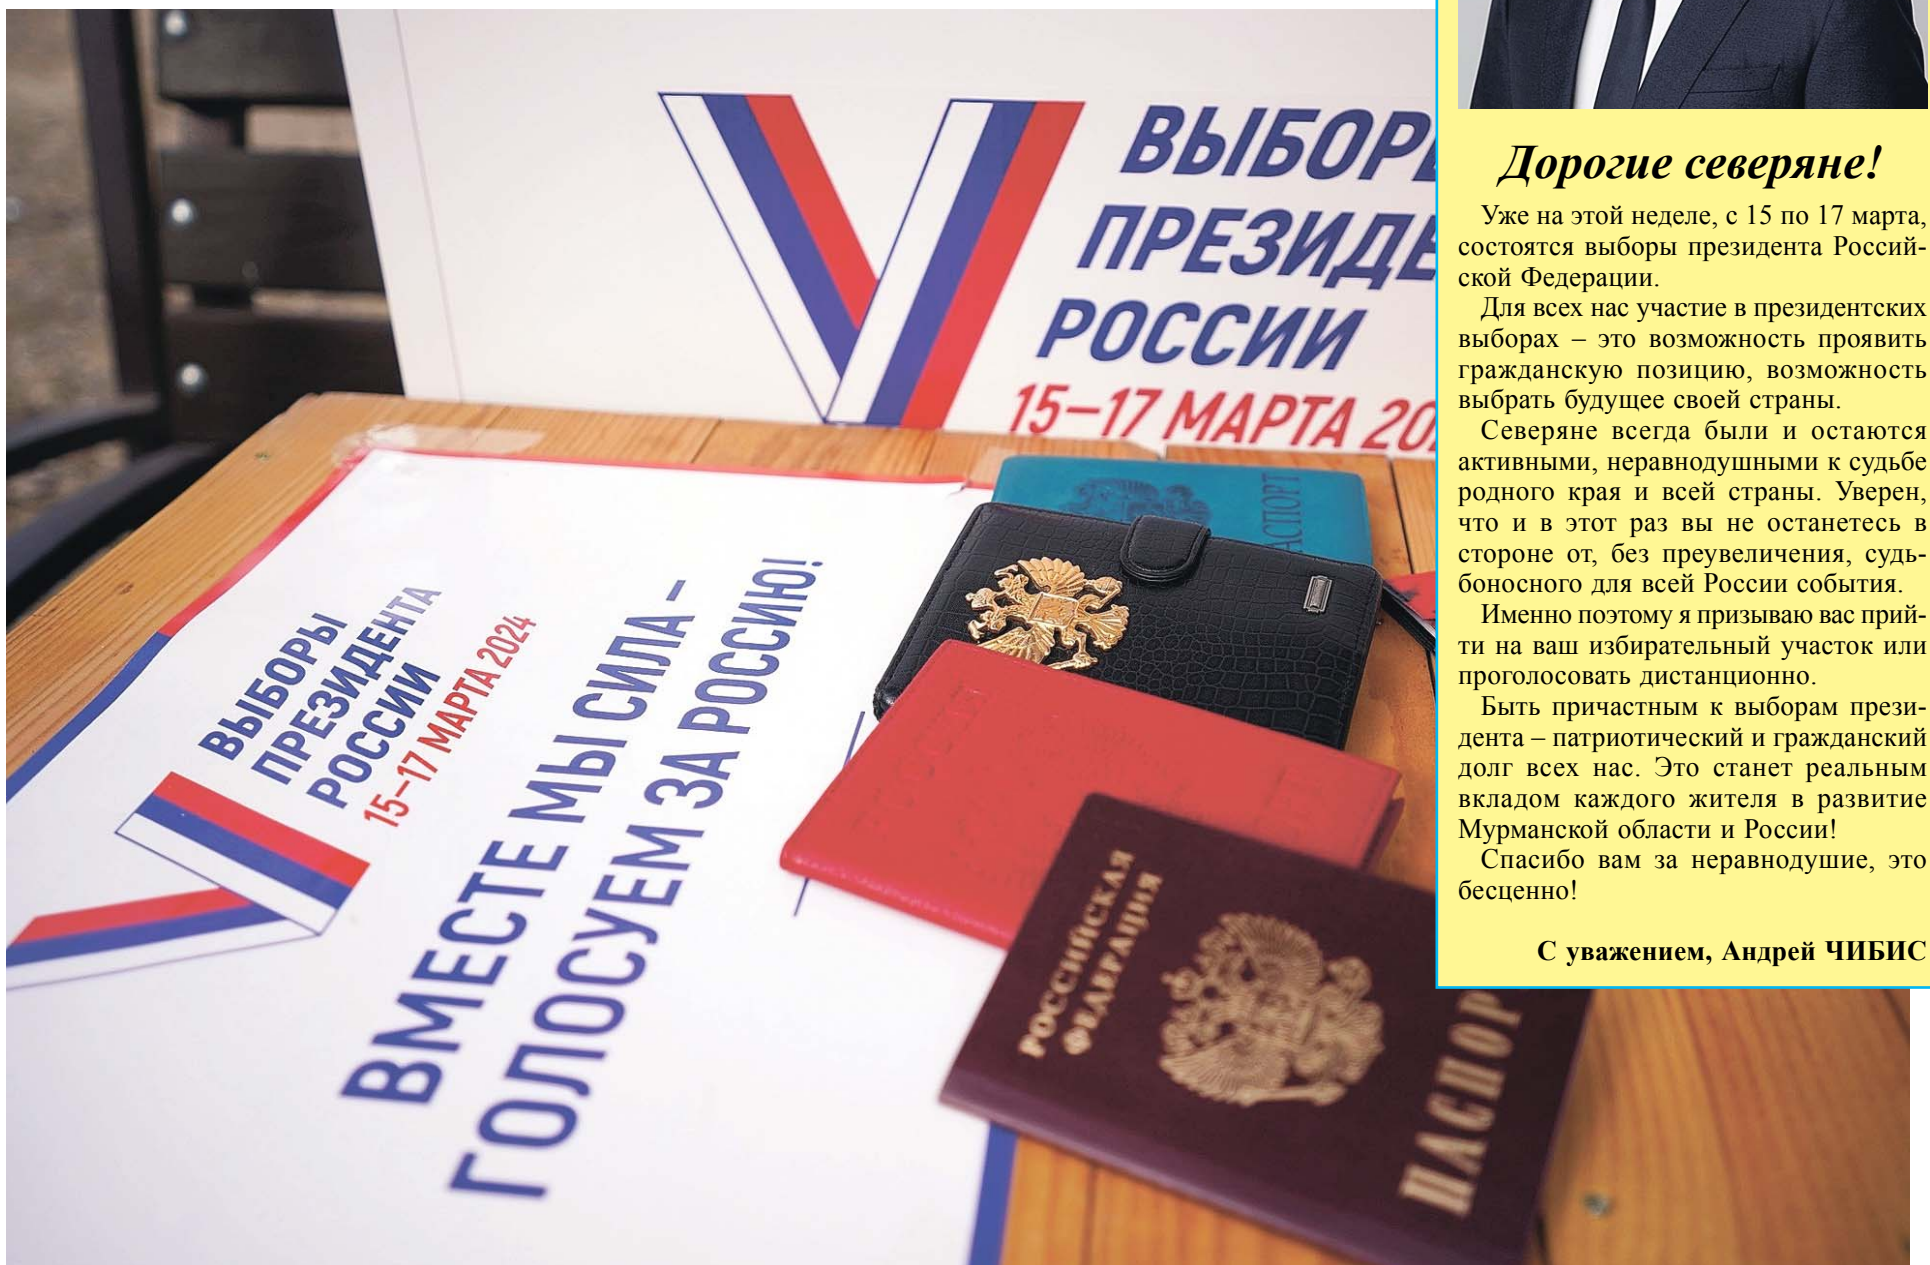 ВЫБОРЫ
ПРЕЗИДЕ
РОССИИ
15–17 МАРТА 20
АСПОРТ
ВЫБОРЫ
ПРЕЗИДЕНТА
РОССИИ
15–17 МАРТА 2024
ВМЕСТЕ МЫ СИЛА –
ГОЛОСУЕМ ЗА РОССИЮ!
РОССИЙСКАЯ
ФЕДЕРАЦИЯ
ПАСПОР
Дорогие северяне!
Уже на этой неделе, с 15 по 17 марта,
состоятся выборы президента Россий-
ской Федерации.
Для всех нас участие в президентских
выборах – это возможность проявить
гражданскую позицию, возможность
выбрать будущее своей страны.
Северяне всегда были и остаются
активными, неравнодушными к судьбе
родного края и всей страны. Уверен,
что и в этот раз вы не останетесь в
стороне от, без преувеличения, судь-
боносного для всей России события.
Именно поэтому я призываю вас прий-
ти на ваш избирательный участок или
проголосовать дистанционно.
Быть причастным к выборам прези-
дента – патриотический и гражданский
долг всех нас. Это станет реальным
вкладом каждого жителя в развитие
Мурманской области и России!
Спасибо вам за неравнодушие, это
бесценно!
С уважением, Андрей ЧИБИС